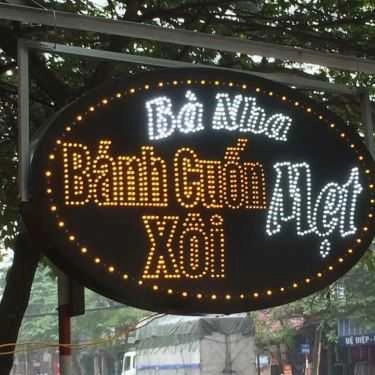 Bà Nha
Bánh Cuốn
Mẹt
Xôi